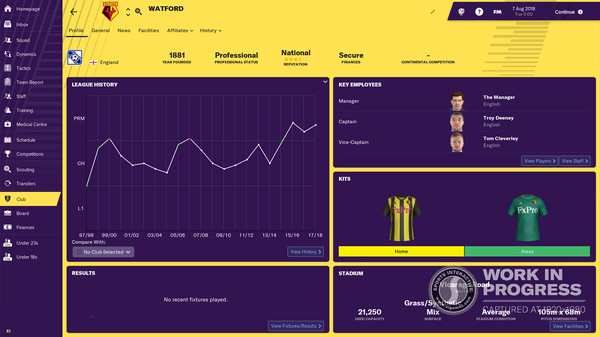 WATFORD
7 Aug 2018
Tue 0:00
FM
Continue
Homepage
Inbox
Squad
Dynamics
Tactics
Team Report
Staff
Training
Medical Centre
Schedule
Competitions
Scouting
Transfers
Club
Board
Finances
Under 23s
Under 18s
Profile General News Facilities Affiliates History
England
1881
YEAR FOUNDED
Professional
PROFESSIONAL STATUS
National
REPUTATION
Secure
FINANCES
-
CONTINENTAL COMPETITION
LEAGUE HISTORY
PRM
CH
L1
97/98 99/00 01/02 02/03 05/06 07/08 09/10 11/12 13/14 15/16 17/18
Compare With:
No Club Selected
View History >
RESULTS
No recent fixtures played.
View Fixtures/Results >
KEY EMPLOYEES
Manager
The Manager
English
Captain
Troy Deeney
English
Vice-Captain
Tom Cleverley
English
View Players > View Staff >
KITS
FxPro
FxPro
Home Away
STADIUM
Vicarage Road
21,250
USED CAPACITY
Grass/Synthetic
Mix
SURFACE
Average
STADIUM CONDITION
105m x 68m
PITCH DIMENSIONS
View Facilities >
SPORTS INTERACTIVE
WORK IN
PROGRESS